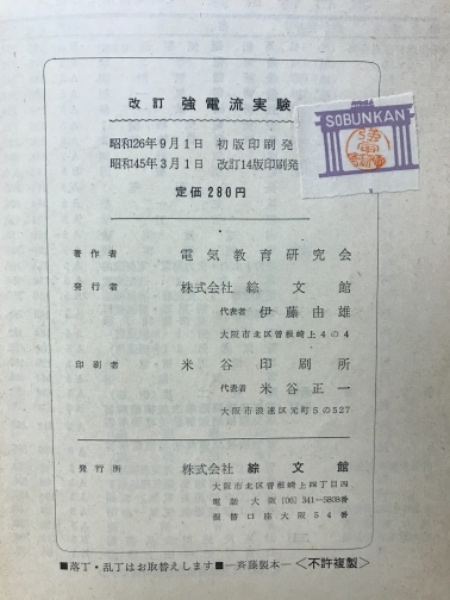 改訂 強電流実験
SOBUNKAN
昭和26年9月1日 初版印刷発
昭和45年3月1日 改訂14版印刷発
定価280円
著作者 電気教育研究会
発行者 株式会社 綜文館
代表者 伊藤由雄
大阪市北区曽根崎上4の4
印刷者 米谷印刷所
代表者 米谷正一
大阪市浪速区元町5の527
発行所 株式会社 綜文館
大阪市北区曽根崎上四丁目四
電話 大阪〔06〕341—5808番
振替口座大阪54番
■落丁・乱丁はお取替えします■—斉藤製本—<不許複製>